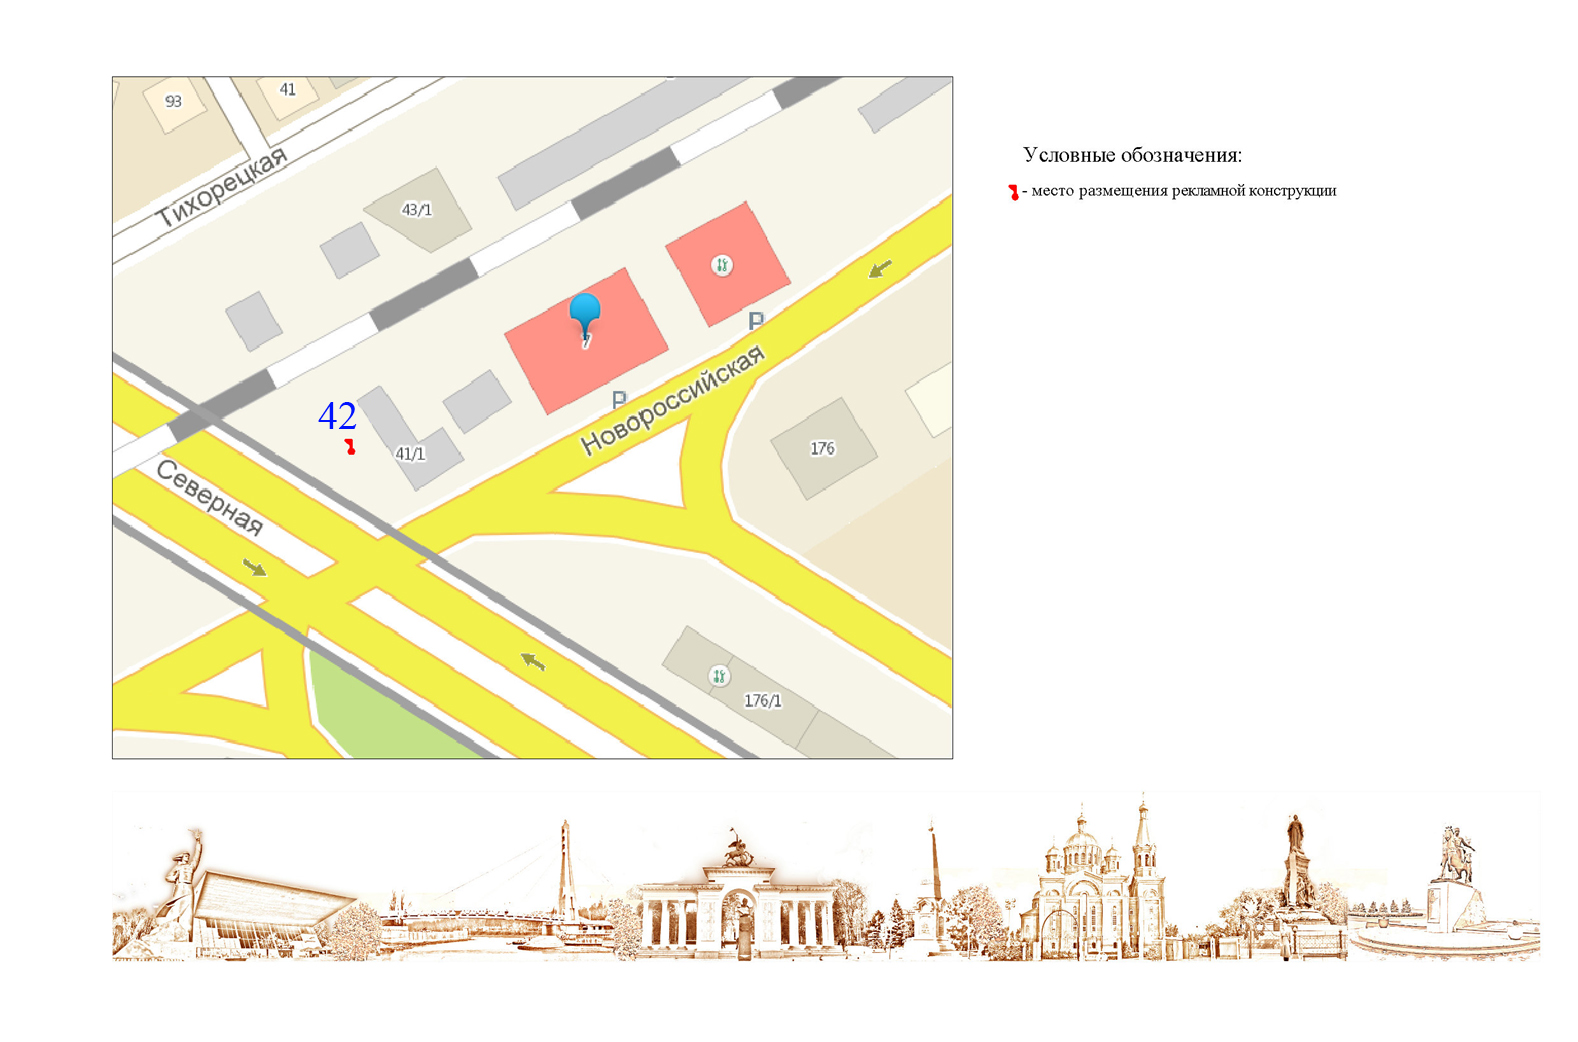 93
41
Тихорецкая
43/1
7
P
P
Новороссийская
42
41/1
176
Северная
176/1
Условные обозначения:
- место размещения рекламной конструкции